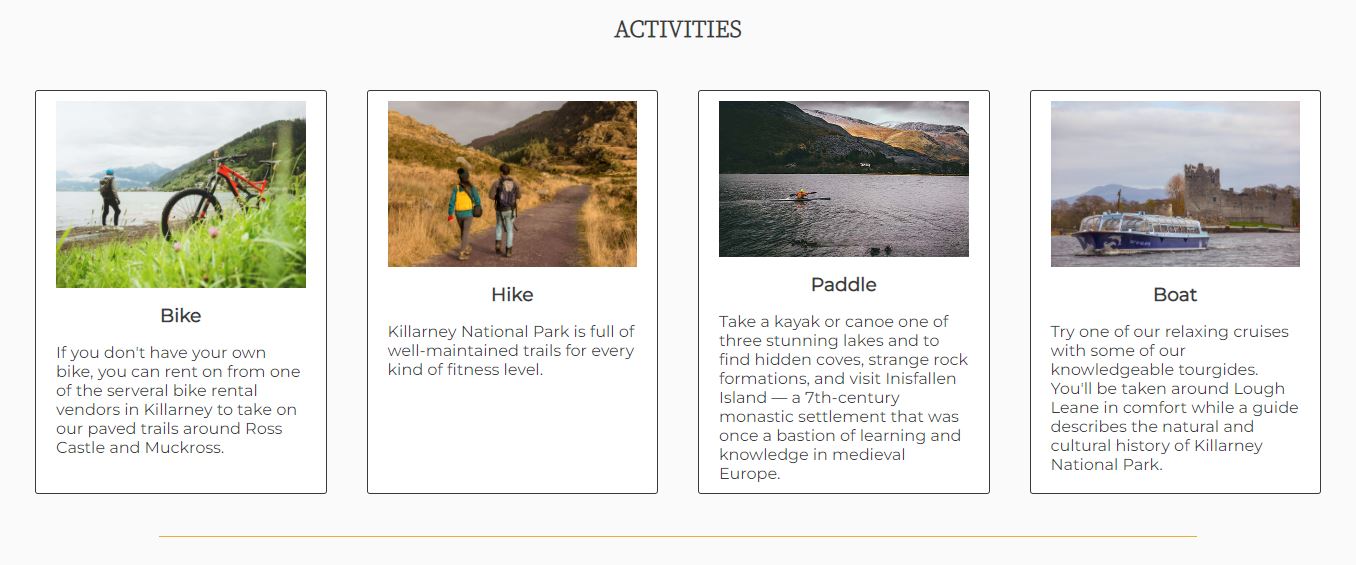 ACTIVITIES
Bike
If you don't have your own
bike, you can rent on from one
of the serveral bike rental
vendors in Killarney to take on
our paved trails around Ross
Castle and Muckross.
Hike
Killarney National Park is full of
well-maintained trails for every
kind of fitness level.
Paddle
Take a kayak or canoe one of
three stunning lakes and to
find hidden coves, strange rock
formations, and visit Inisfallen
Island — a 7th-century
monastic settlement that was
once a bastion of learning and
knowledge in medieval
Europe.
Boat
Try one of our relaxing cruises
with some of our
knowledgeable tourgides.
You'll be taken around Lough
Leane in comfort while a guide
describes the natural and
cultural history of Killarney
National Park.